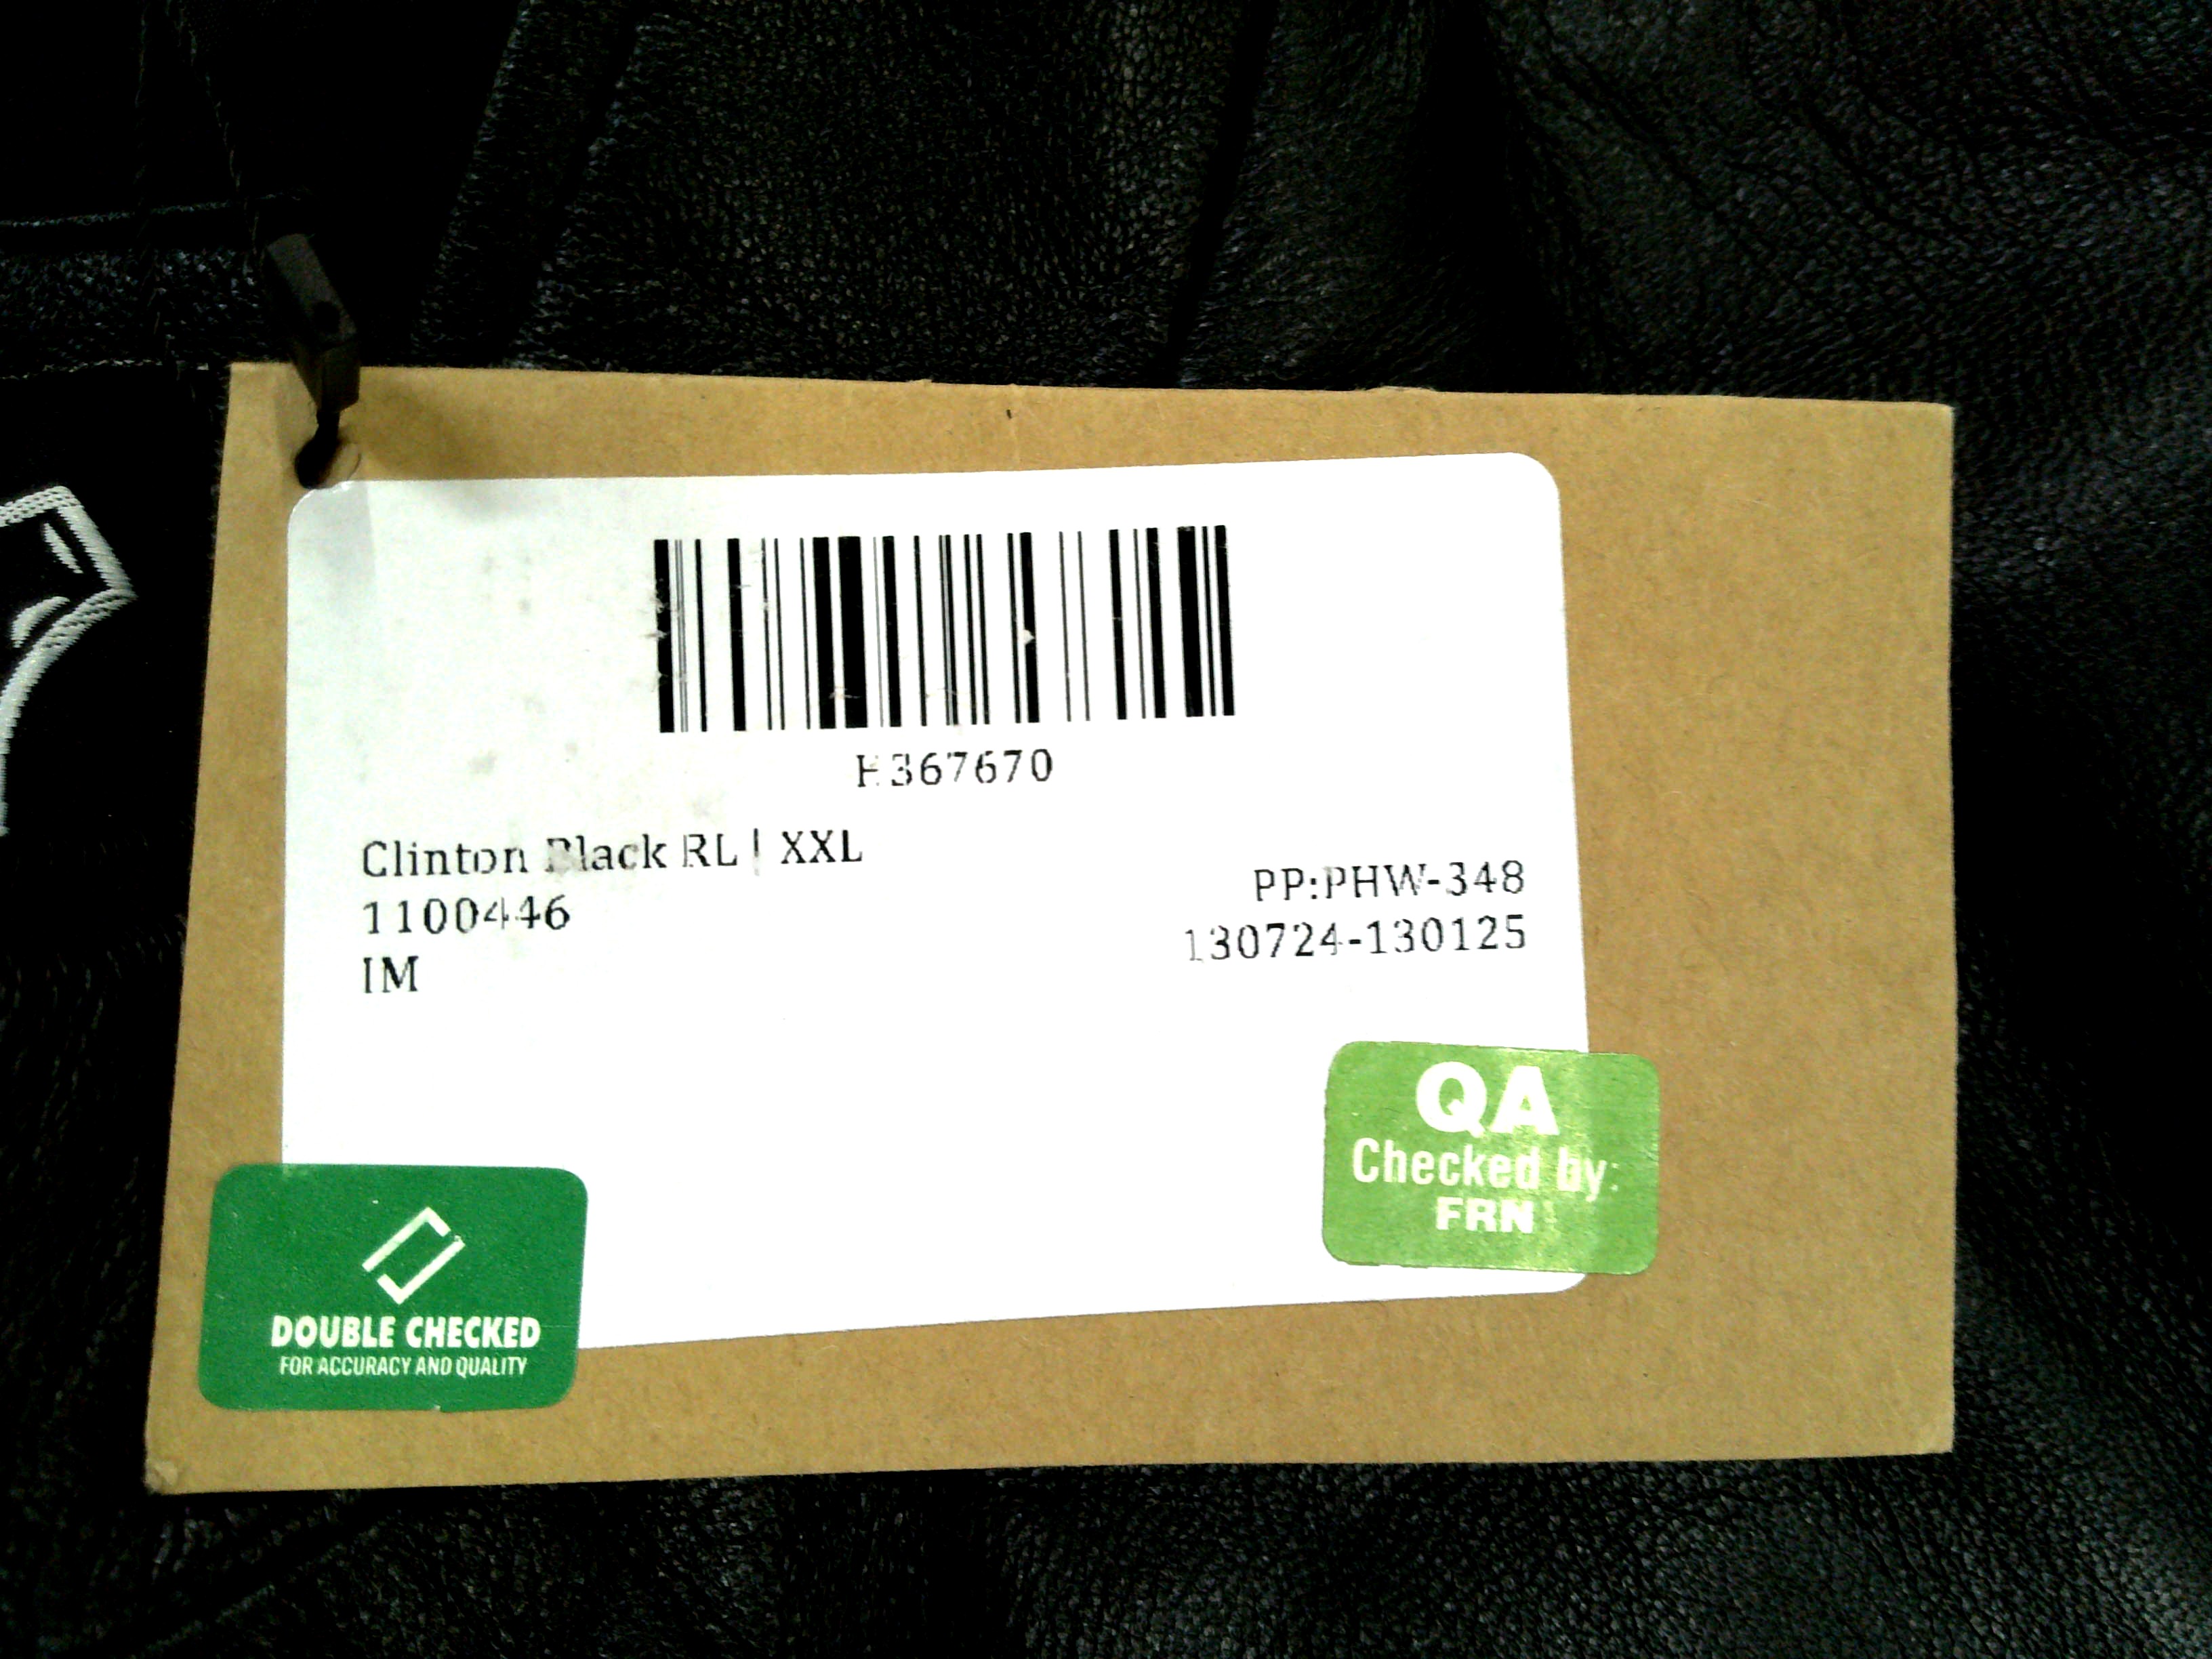 H367670
Clinton Black RL | XXL
1100446
IM
PP:PHW-348
130724-130125
QA
Checked by:
FRN
DOUBLE CHECKED
FOR ACCURACY AND QUALITY